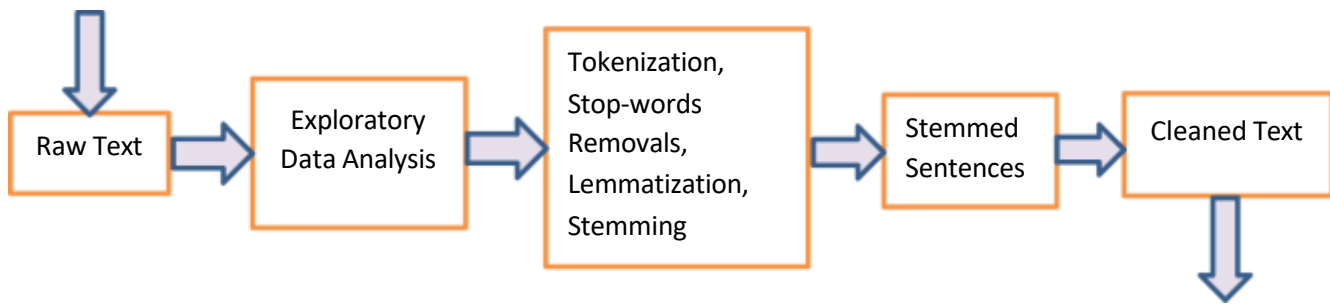 Raw Text
Exploratory
Data Analysis
Tokenization,
Stop-words
Removals,
Lemmatization,
Stemming
Stemmed
Sentences
Cleaned Text